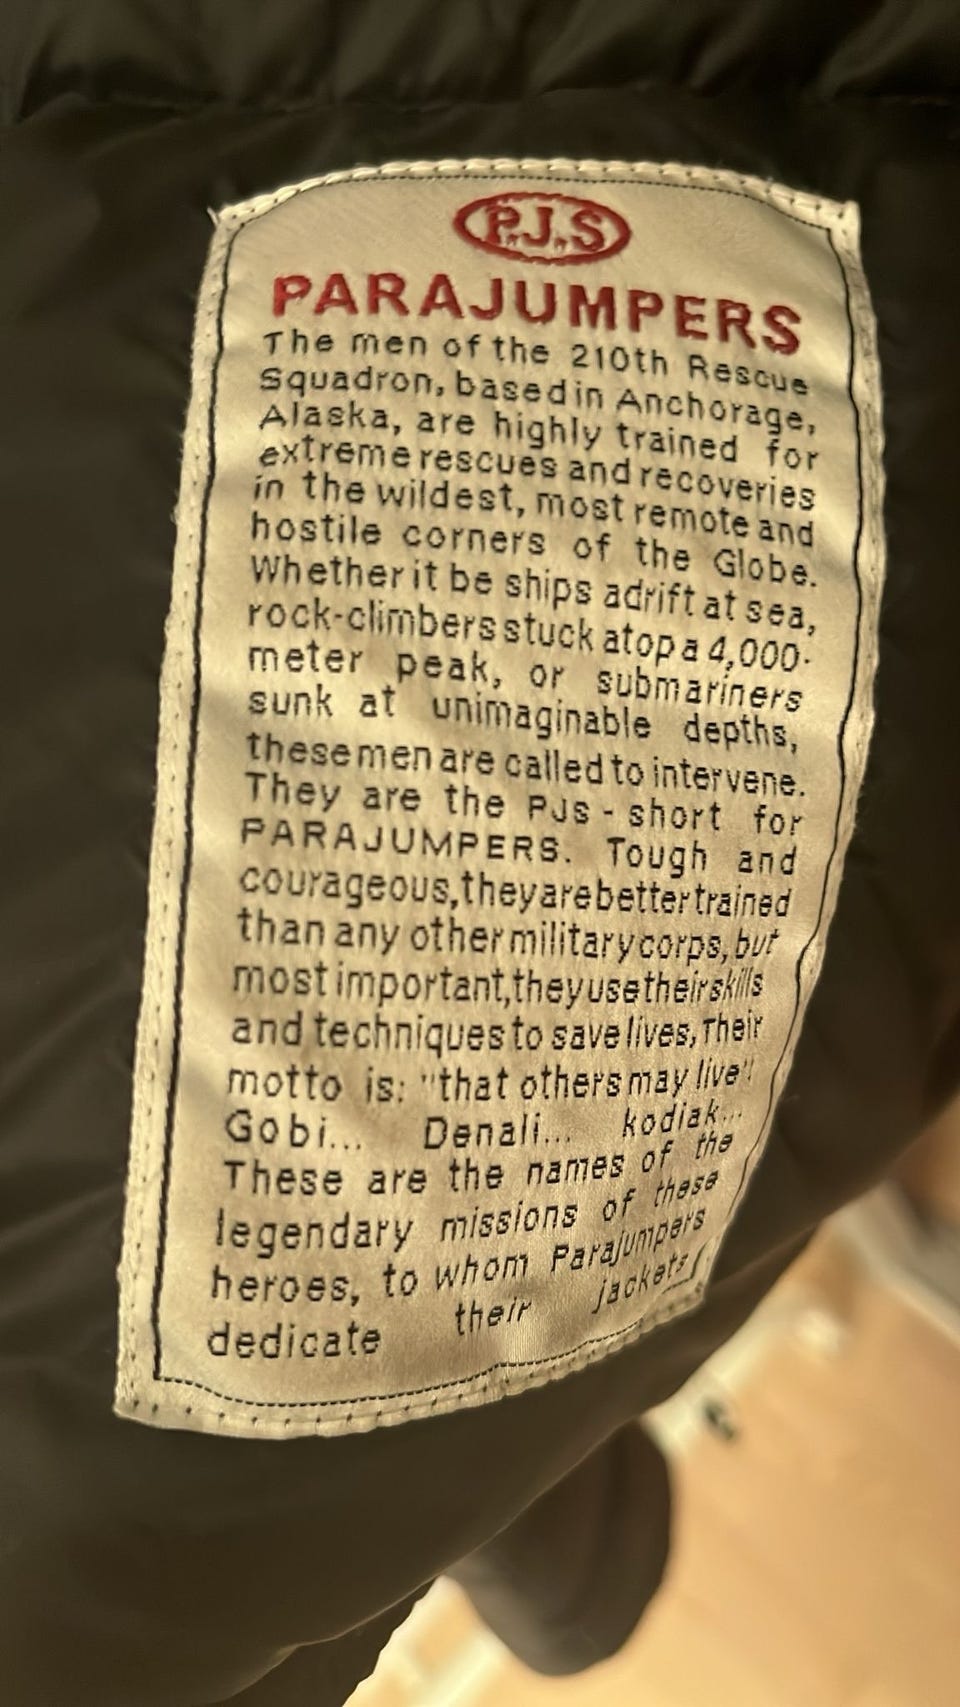 P.J.S
PARAJUMPERS
The men of the 210th Rescue
Squadron, based in Anchorage,
Alaska, are highly trained for
extreme rescues and recoveries
in the wildest, most remote and
hostile corners of the Globe.
Whether it be ships adrift at sea,
rock-climbers stuck atop a 4,000-
meter peak, or submariners
sunk at unimaginable depths,
these men are called to intervene.
They are the PJs - short for
PARAJUMPERS. Tough and
courageous, they are better trained
than any other military corps, but
most important, they use their skills
and techniques to save lives, Their
motto is: "that others may live".
Gobi... Denali... kodiak...
These are the names of the
legendary missions of these
heroes, to whom Parajumpers
dedicate their jackets